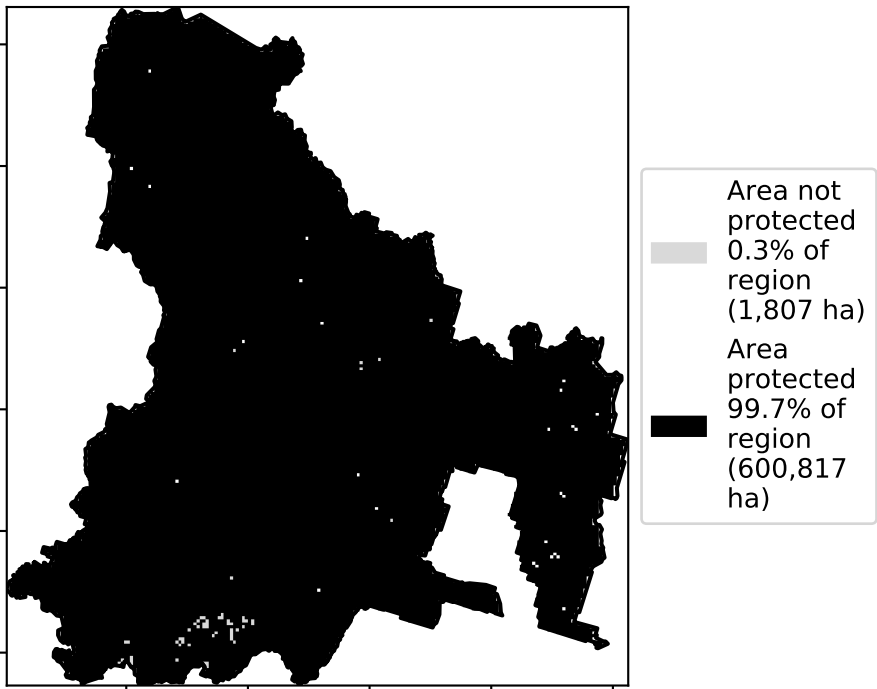 Area not
protected
0.3% of
region
(1,807 ha)
Area
protected
99.7% of
region
(600,817
ha)